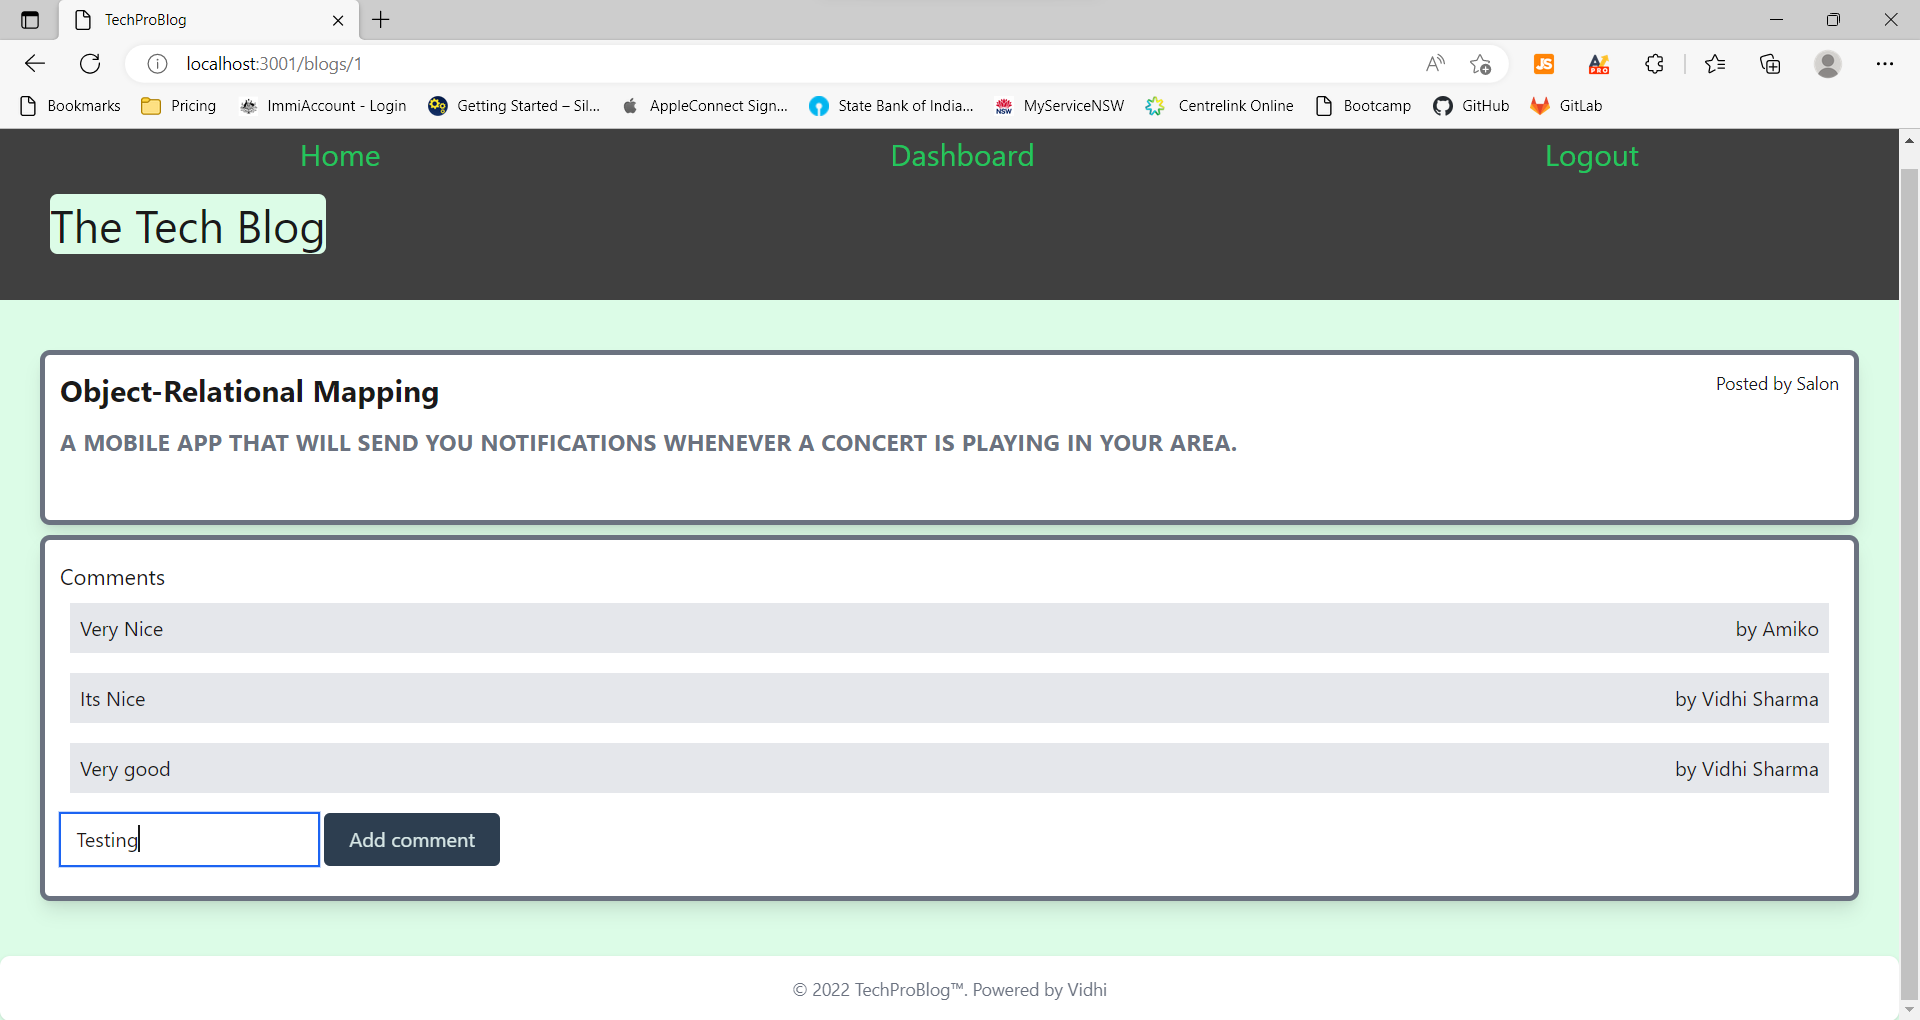 TechProBlog
localhost:3001/blogs/1
Bookmarks Pricing ImmiAccount - Login Getting Started – Sil... AppleConnect Sign... State Bank of India... MyServiceNSW Centrelink Online Bootcamp GitHub GitLab
Home Dashboard Logout
The Tech Blog
Object-Relational Mapping Posted by Salon
A MOBILE APP THAT WILL SEND YOU NOTIFICATIONS WHENEVER A CONCERT IS PLAYING IN YOUR AREA.
Comments
Very Nice by Amiko
Its Nice by Vidhi Sharma
Very good by Vidhi Sharma
Testing Add comment
© 2022 TechProBlog™. Powered by Vidhi